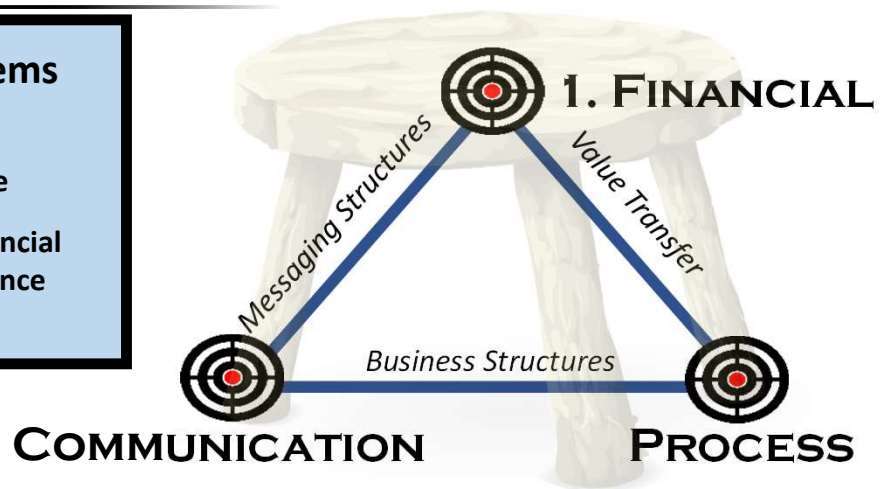 ems
e
ncial
nce
1. FINANCIAL
Messaging Structures
Value Transfer
Business Structures
COMMUNICATION
PROCESS